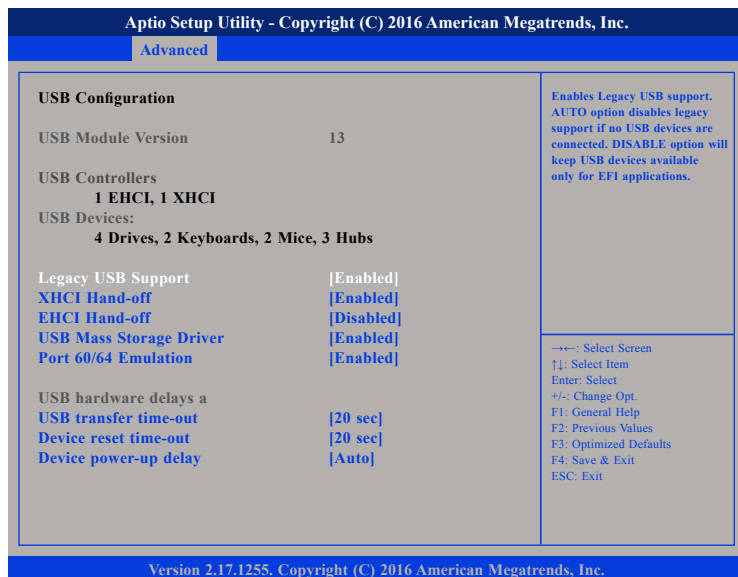 Aptio Setup Utility - Copyright (C) 2016 American Megatrends, Inc.
Advanced
USB Configuration
USB Module Version 13
USB Controllers
1 EHCI, 1 XHCI
USB Devices:
4 Drives, 2 Keyboards, 2 Mice, 3 Hubs
Legacy USB Support [Enabled]
XHCI Hand-off [Enabled]
EHCI Hand-off [Disabled]
USB Mass Storage Driver [Enabled]
Port 60/64 Emulation [Enabled]
USB hardware delays a
USB transfer time-out [20 sec]
Device reset time-out [20 sec]
Device power-up delay [Auto]
Enables Legacy USB support.
AUTO option disables legacy
support if no USB devices are
connected. DISABLE option will
keep USB devices available
only for EFI applications.
→←: Select Screen
↑↓: Select Item
Enter: Select
+/-: Change Opt.
F1: General Help
F2: Previous Values
F3: Optimized Defaults
F4: Save & Exit
ESC: Exit
Version 2.17.1255. Copyright (C) 2016 American Megatrends, Inc.